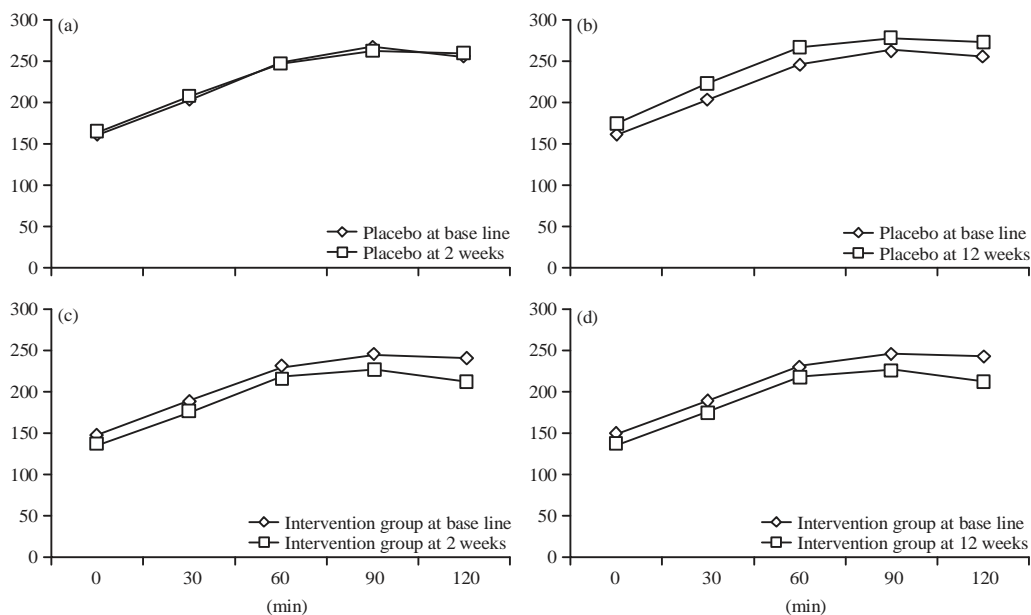 (a)
300
250
200
150
100
50
0
Placebo at base line
Placebo at 2 weeks
(b)
300
250
200
150
100
50
0
Placebo at base line
Placebo at 12 weeks
(c)
300
250
200
150
100
50
0
Intervention group at base line
Intervention group at 2 weeks
0 30 60 90 120
(min)
(d)
300
250
200
150
100
50
0
Intervention group at base line
Intervention group at 12 weeks
0 30 60 90 120
(min)